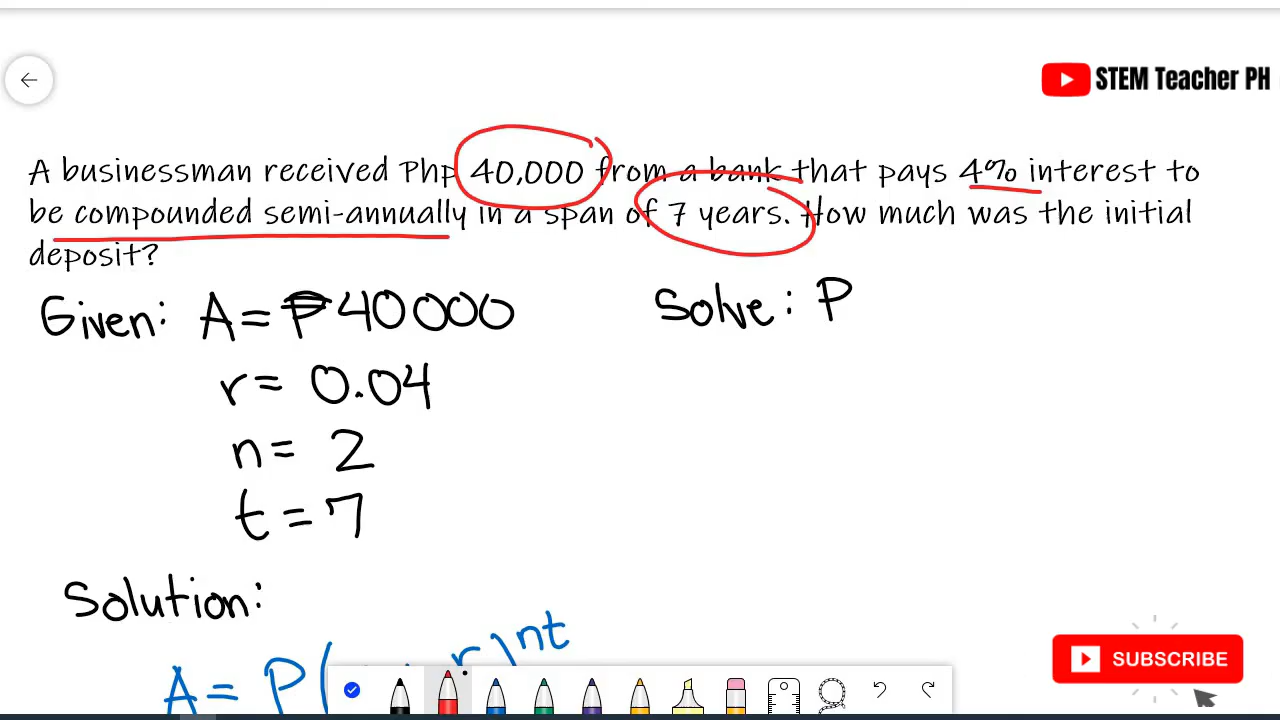 STEM Teacher PH
A businessman received Php 40,000 from a bank that pays 4% interest to
be compounded semi-annually in a span of 7 years. How much was the initial
deposit?
Given: A = ₱40000
Solve: P
r = 0.04
n = 2
t = 7
Solution:
A = P( r)nt
SUBSCRIBE